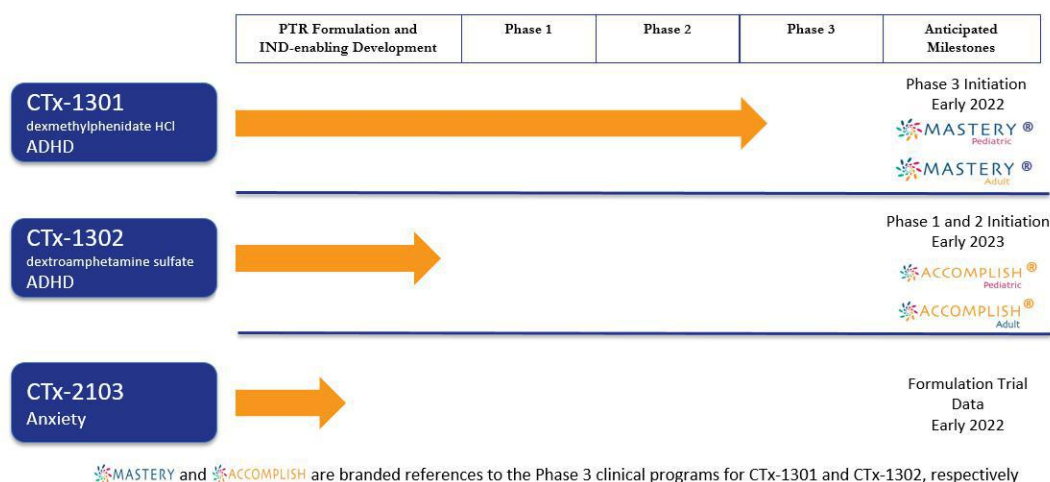 PTR Formulation and
IND-enabling Development
Phase 1
Phase 2
Phase 3
Anticipated
Milestones
CTx-1301
dexmethylphenidate HCl
ADHD
Phase 3 Initiation
Early 2022
MASTERY ®
Pediatric
MASTERY ®
Adult
CTx-1302
dextroamphetamine sulfate
ADHD
Phase 1 and 2 Initiation
Early 2023
ACCOMPLISH ®
Pediatric
ACCOMPLISH ®
Adult
CTx-2103
Anxiety
Formulation Trial
Data
Early 2022
MASTERY and ACCOMPLISH are branded references to the Phase 3 clinical programs for CTx-1301 and CTx-1302, respectively